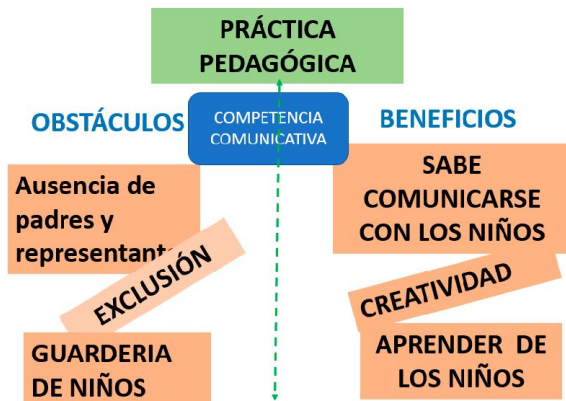 PRÁCTICA
PEDAGÓGICA
OBSTÁCULOS
COMPETENCIA
COMUNICATIVA
BENEFICIOS
Ausencia de
padres y
representante
EXCLUSIÓN
GUARDERIA
DE NIÑOS
SABE
COMUNICARSE
CON LOS NIÑOS
CREATIVIDAD
APRENDER DE
LOS NIÑOS